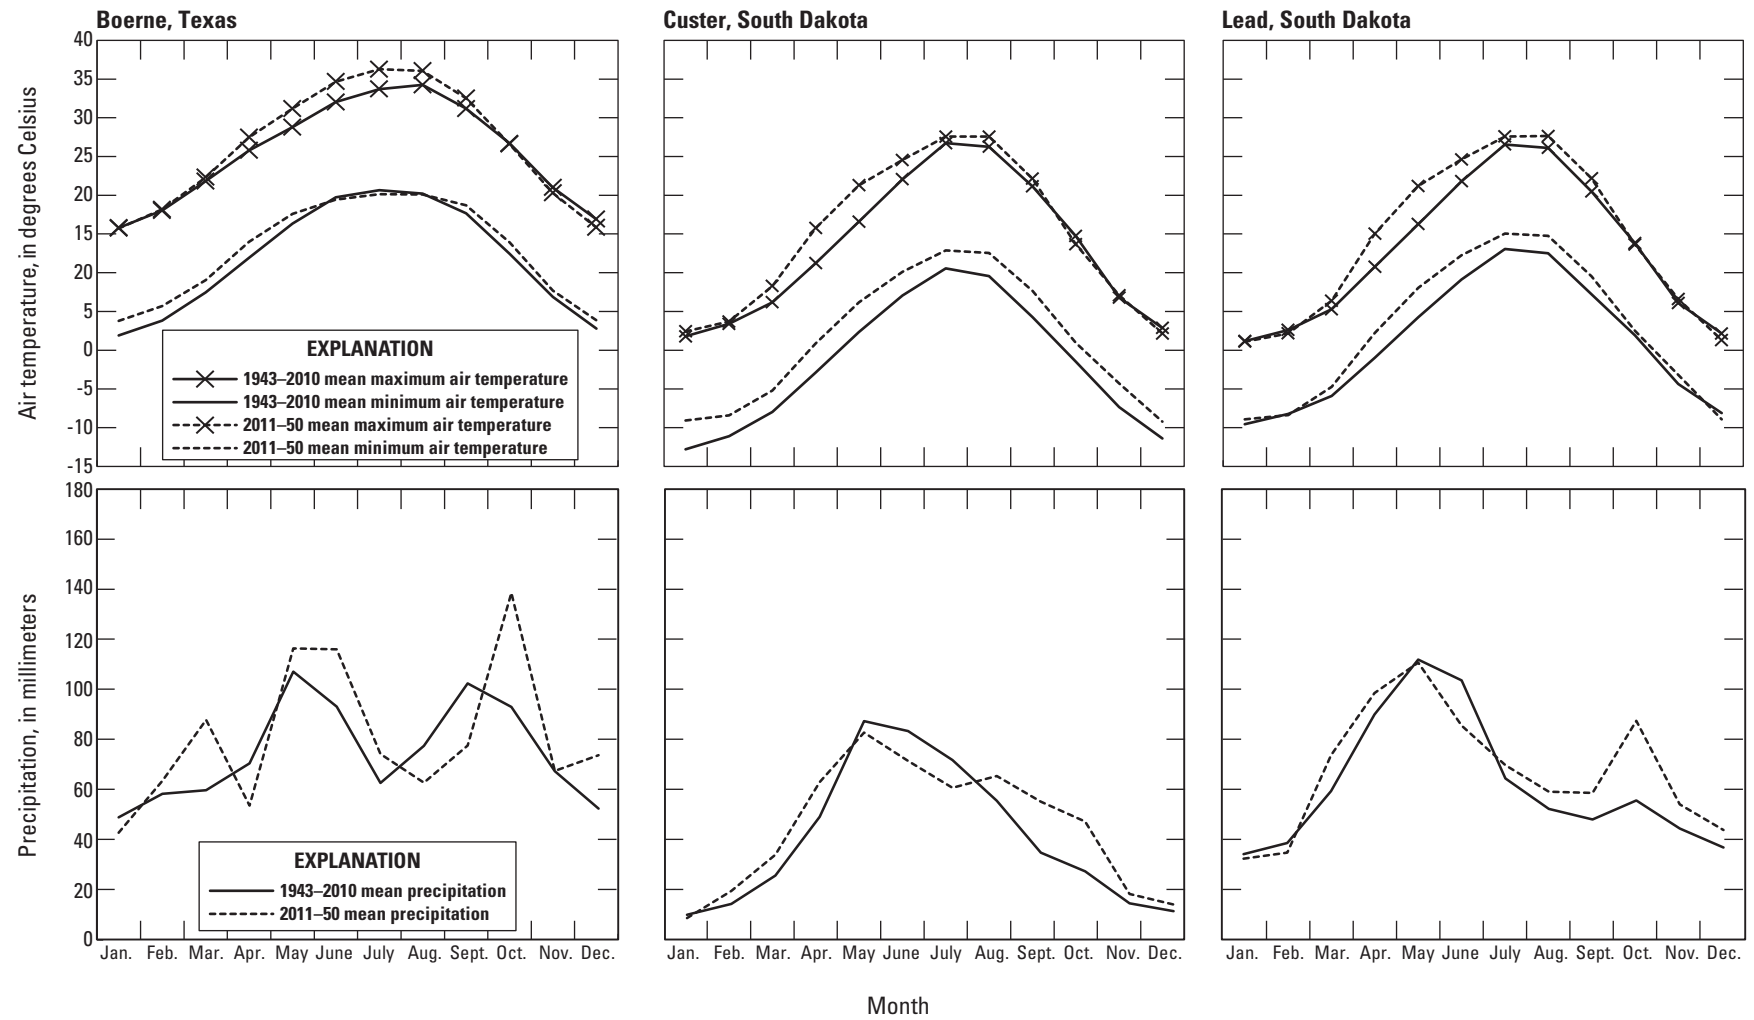 Boerne, Texas
Custer, South Dakota
Lead, South Dakota
Air temperature, in degrees Celsius
40
35
30
25
20
15
20
5
0
-5
-10
-15
EXPLANATION
1943–2010 mean maximum air temperature
1943–2010 mean minimum air temperature
2011–50 mean maximum air temperature
2011–50 mean minimum air temperature
Precipitation, in millimeters
180
160
140
120
100
80
60
40
20
0
EXPLANATION
1943–2010 mean precipitation
2011–50 mean precipitation
Jan. Feb. Mar. Apr. May June July Aug. Sept. Oct. Nov. Dec.
Jan. Feb. Mar. Apr. May June July Aug. Sept. Oct. Nov. Dec.
Jan. Feb. Mar. Apr. May June July Aug. Sept. Oct. Nov. Dec.
Month